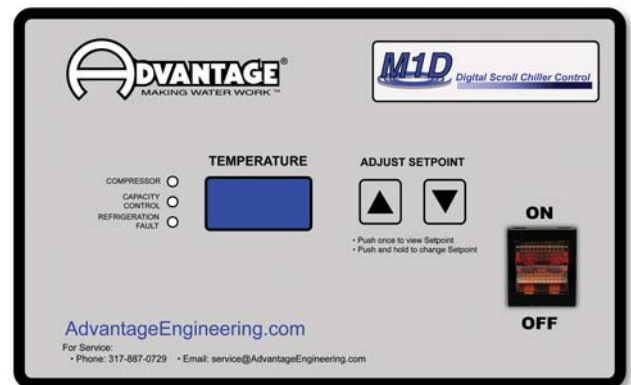 ADVANTAGE®
MAKING WATER WORK ™
M1D Digital Scroll Chiller Control
TEMPERATURE
ADJUST SETPOINT
COMPRESSOR
CAPACITY
CONTROL
REFRIGERATION
FAULT
• Push once to view Setpoint
• Push and hold to change Setpoint
ON
OFF
AdvantageEngineering.com
For Service:
• Phone: 317-887-0729 • Email: service@AdvantageEngineering.com